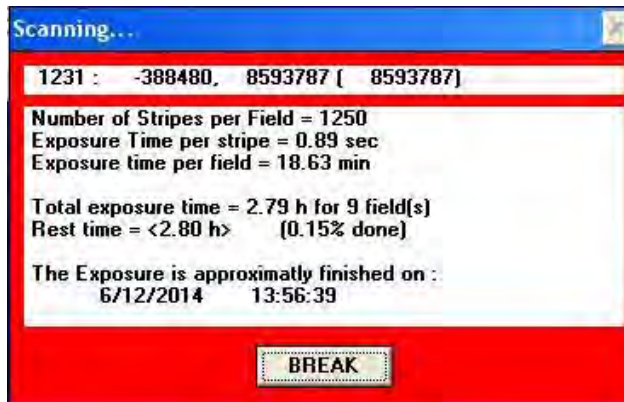 Scanning...
1231 : -388480, 8593787 ( 8593787)
Number of Stripes per Field = 1250
Exposure Time per stripe = 0.89 sec
Exposure time per field = 18.63 min
Total exposure time = 2.79 h for 9 field(s)
Rest time = <2.80 h> (0.15% done)
The Exposure is approximatly finished on :
6/12/2014 13:56:39
BREAK